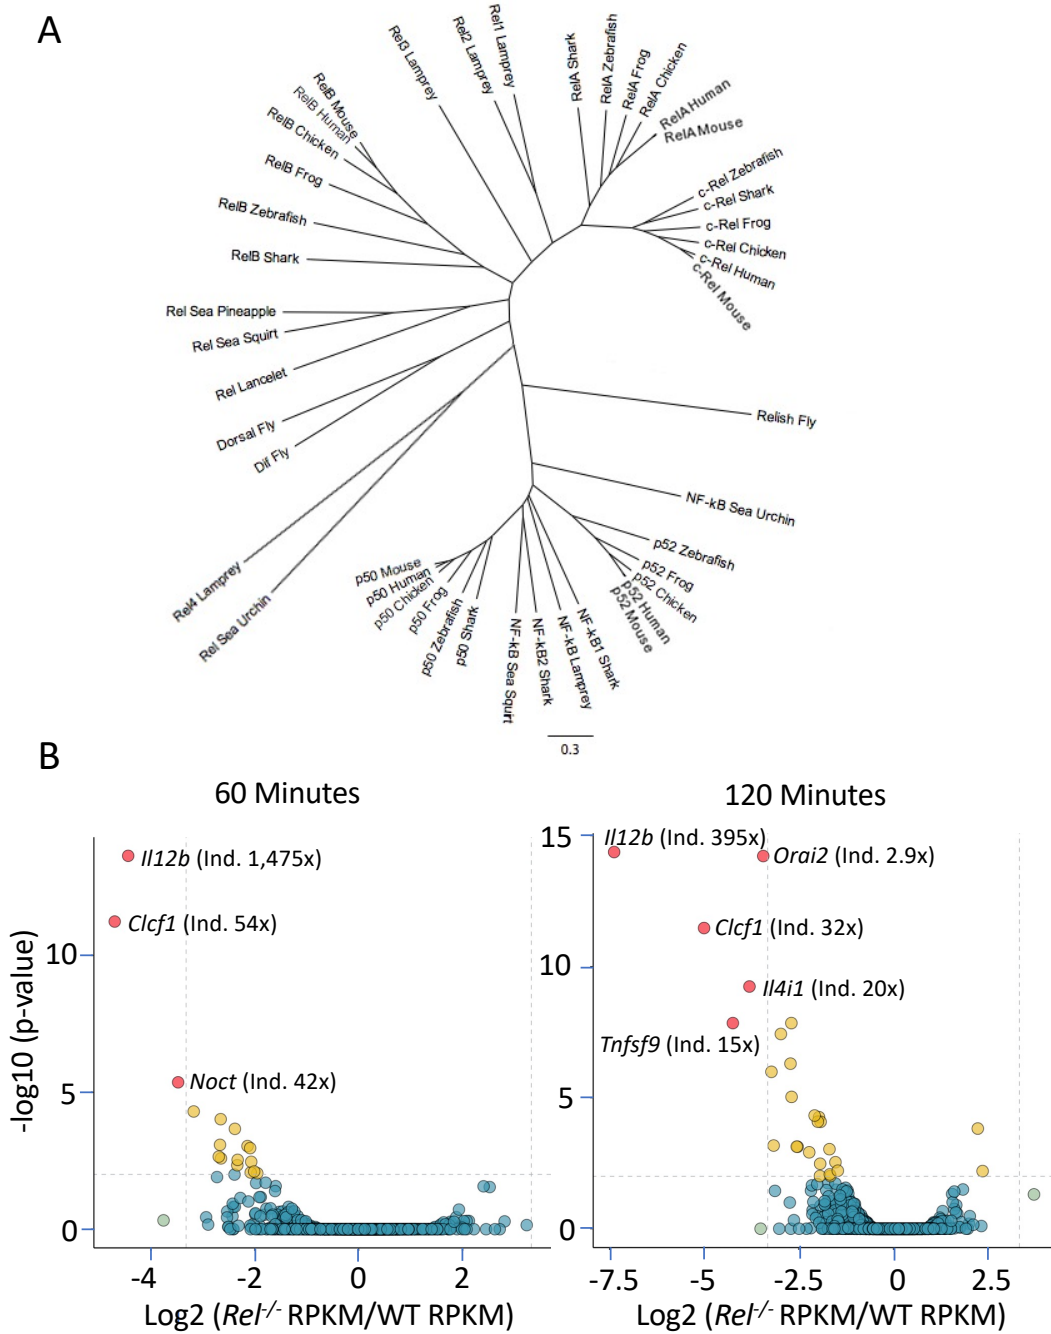 A
Rel3 Lamprey
Rel2 Lamprey
Rel1 Lamprey
RelA Shark
RelA Zebrafish
RelA Frog
RelA Chicken
RelA Human
RelA Mouse
c-Rel Zebrafish
c-Rel Shark
c-Rel Frog
c-Rel Chicken
c-Rel Human
c-Rel Mouse
RelB Mouse
RelB Human
RelB Chicken
RelB Frog
RelB Zebrafish
RelB Shark
Rel Sea Pineapple
Rel Sea Squirt
Rel Lancelet
Dorsal Fly
Dif Fly
Rel4 Lamprey
Rel Sea Urchin
Relish Fly
NF-kB Sea Urchin
p52 Zebrafish
p52 Frog
p52 Chicken
p52 Human
p52 Mouse
p50 Mouse
p50 Human
p50 Chicken
p50 Frog
p50 Zebrafish
p50 Shark
NF-kB Sea Squirt
NF-kB2 Shark
NF-kB Lamprey
NF-kB1 Shark
0.3
B
60 Minutes
Il12b (Ind. 1,475x)
Clcf1 (Ind. 54x)
Noct (Ind. 42x)
-log10 (p-value)
10
5
0
-4
-2
0
2
Log2 (Rel-/- RPKM/WT RPKM)
120 Minutes
Il12b (Ind. 395x)
Orai2 (Ind. 2.9x)
Clcf1 (Ind. 32x)
Il4i1 (Ind. 20x)
Tnfsf9 (Ind. 15x)
15
10
5
0
-7.5
-5
-2.5
0
2.5
Log2 (Rel-/- RPKM/WT RPKM)